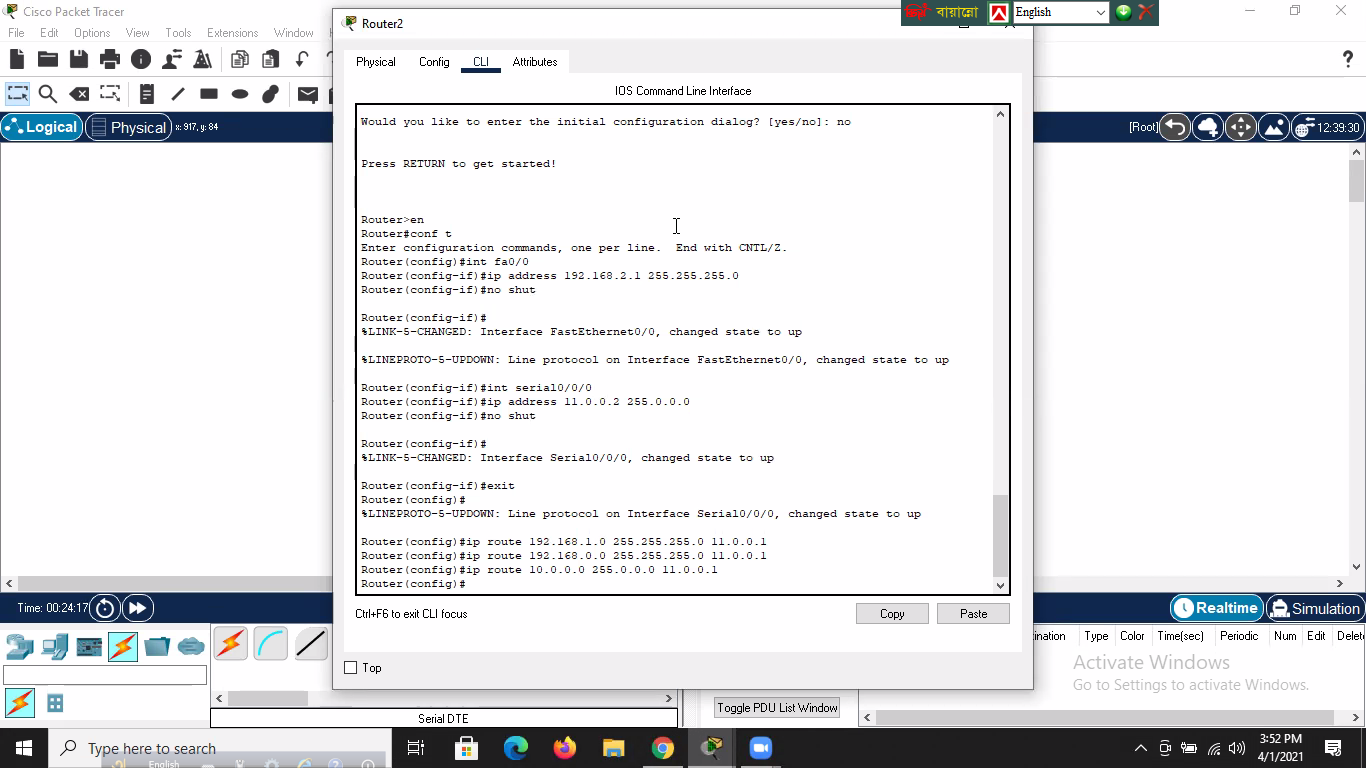 Cisco Packet Tracer
Router2
বায়ান্নো
English
File Edit Options View Tools Extensions Window
Physical Config CLI Attributes
IOS Command Line Interface
Logical Physical x: 917, y: 84
[Root] 12:39:30
Would you like to enter the initial configuration dialog? [yes/no]: no
Press RETURN to get started!
Router>en
Router#conf t
Enter configuration commands, one per line.  End with CNTL/Z.
Router(config)#int fa0/0
Router(config-if)#ip address 192.168.2.1 255.255.255.0
Router(config-if)#no shut
Router(config-if)#
%LINK-5-CHANGED: Interface FastEthernet0/0, changed state to up
%LINEPROTO-5-UPDOWN: Line protocol on Interface FastEthernet0/0, changed state to up
Router(config-if)#int serial0/0/0
Router(config-if)#ip address 11.0.0.2 255.0.0.0
Router(config-if)#no shut
Router(config-if)#
%LINK-5-CHANGED: Interface Serial0/0/0, changed state to up
Router(config-if)#exit
Router(config)#
%LINEPROTO-5-UPDOWN: Line protocol on Interface Serial0/0/0, changed state to up
Router(config)#ip route 192.168.1.0 255.255.255.0 11.0.0.1
Router(config)#ip route 192.168.0.0 255.255.255.0 11.0.0.1
Router(config)#ip route 10.0.0.0 255.0.0.0 11.0.0.1
Router(config)#
Ctrl+F6 to exit CLI focus
Copy Paste
Top
Time: 00:24:17
Realtime Simulation
Type Color Time(sec) Periodic Num Edit
Activate Windows
Go to Settings to activate Windows.
Toggle PDU List Window
Serial DTE
Type here to search
English
3:52 PM
4/1/2021